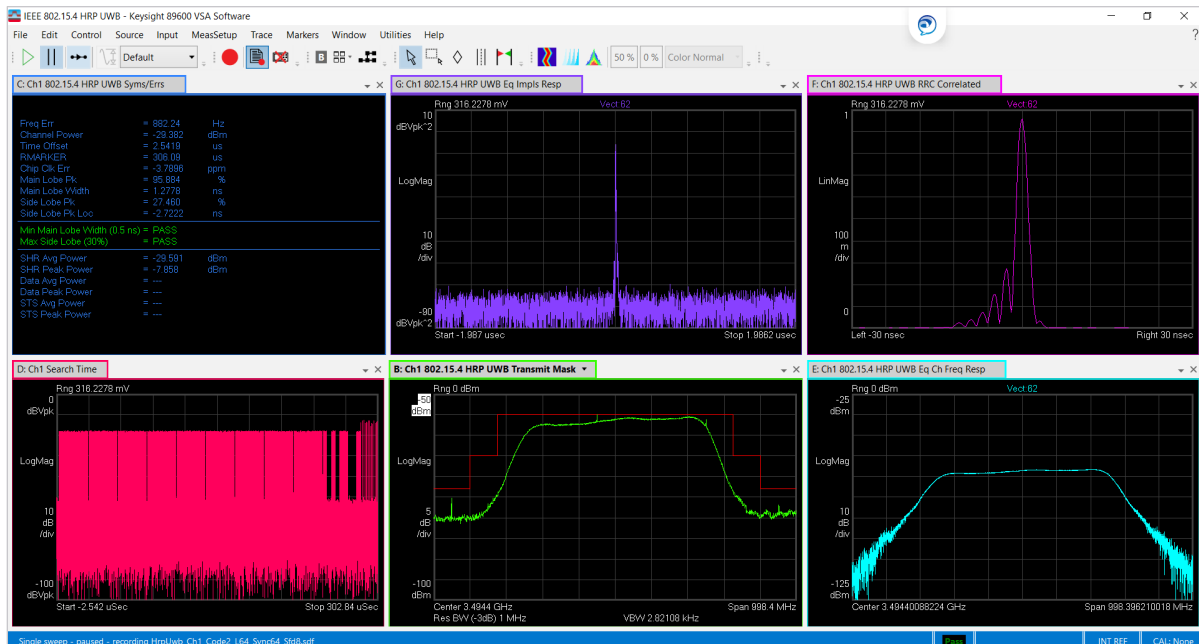 IEEE 802.15.4 HRP UWB - Keysight 89600 VSA Software
File Edit Control Source Input MeasSetup Trace Markers Window Utilities Help
?
Default
B
50 % 0 % Color Normal
C: Ch1 802.15.4 HRP UWB Syms/Errs
Freq Err = 882.24 Hz
Channel Power = -29.382 dBm
Time Offset = 2.5419 us
RMARKER = 306.09 us
Chip Clk Err = -3.7896 ppm
Main Lobe Pk = 95.864 %
Main Lobe Width = 1.2778 ns
Side Lobe Pk = 27.460 %
Side Lobe Pk Loc = -2.7222 ns
Min Main Lobe Width (0.5 ns) = PASS
Max Side Lobe (30%) = PASS
SHR Avg Power = -29.591 dBm
SHR Peak Power = -7.858 dBm
Data Avg Power = ---
Data Peak Power = ---
STS Avg Power = ---
STS Peak Power = ---
G: Ch1 802.15.4 HRP UWB Eq Impls Resp
Rng 316.2278 mV Vect 62
10
dBVpk^2
LogMag
10
dB
/div
-90
dBVpk^2
Start -1.987 usec Stop 1.9862 usec
F: Ch1 802.15.4 HRP UWB RRC Correlated
Rng 316.2278 mV Vect 62
1
LinMag
100
m
/div
0
Left -30 nsec Right 30 nsec
D: Ch1 Search Time
Rng 316.2278 mV
0
dBVpk
LogMag
10
dB
/div
-100
dBVpk
Start -2.542 uSec Stop 302.84 uSec
B: Ch1 802.15.4 HRP UWB Transmit Mask
Rng 0 dBm
-50
dBm
LogMag
5
dB
/div
-100
dBm
Center 3.4944 GHz Span 998.4 MHz
Res BW (-3dB) 1 MHz VBW 2.82108 kHz
E: Ch1 802.15.4 HRP UWB Eq Ch Freq Resp
Rng 0 dBm Vect 62
-25
dBm
LogMag
10
dB
/div
-125
dBm
Center 3.49440088224 GHz Span 998.396210018 MHz
Single sweep - paused - recording HrpUwb_Ch1_Code2_L64_Sync64_Sfd8.sdf
Pass
INT REF CAL: None